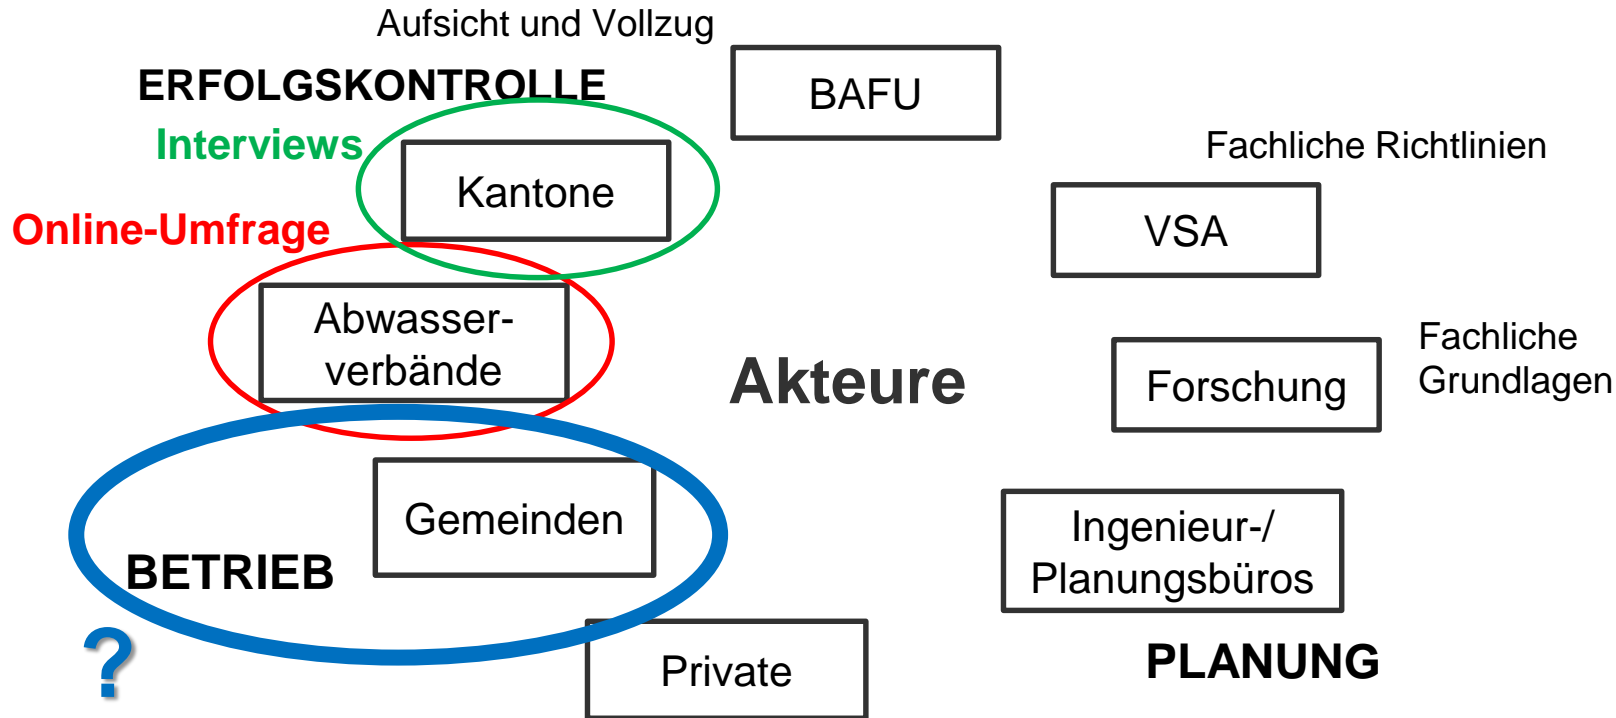 Aufsicht und Vollzug
ERFOLGSKONTROLLE
BAFU
Interviews
Fachliche Richtlinien
Kantone
Online-Umfrage
VSA
Abwasser-
verbände
Akteure
Forschung
Fachliche
Grundlagen
Gemeinden
BETRIEB
Ingenieur-/
Planungsbüros
?
Private
PLANUNG